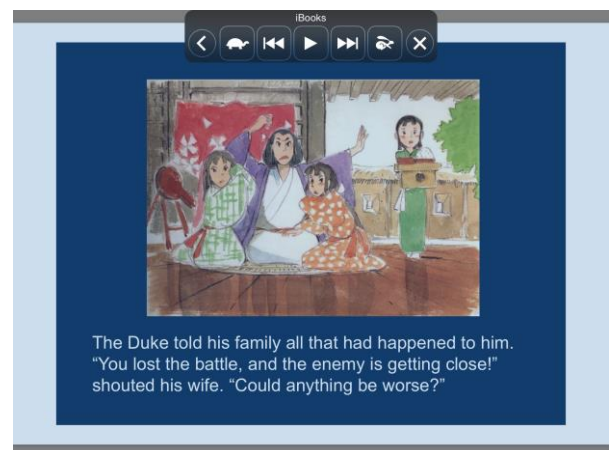 iBooks
The Duke told his family all that had happened to him.
“You lost the battle, and the enemy is getting close!”
shouted his wife. “Could anything be worse?”